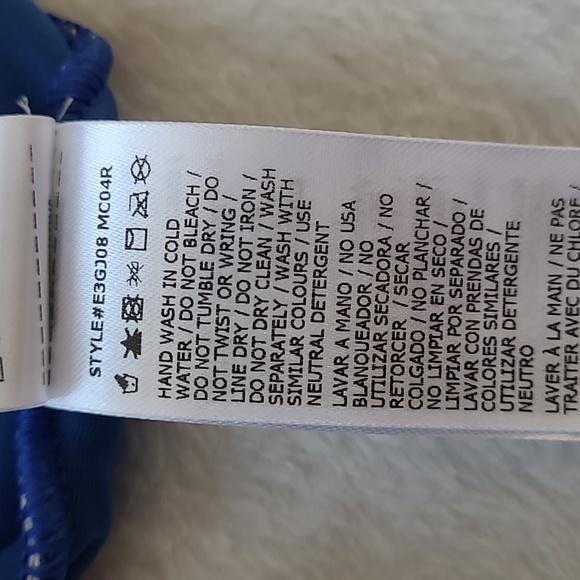 STYLE#E3GJ08 MC04R
HAND WASH IN COLD
WATER / DO NOT BLEACH /
DO NOT TUMBLE DRY / DO
NOT TWIST OR WRING /
LINE DRY / DO NOT IRON /
DO NOT DRY CLEAN / WASH
SEPARATELY / WASH WITH
SIMILAR COLOURS / USE
NEUTRAL DETERGENT
LAVAR A MANO / NO USA
BLANQUEADOR / NO
UTILIZAR SECADORA / NO
RETORCER / SECAR
COLGADO / NO PLANCHAR /
NO LIMPIAR EN SECO /
LIMPIAR POR SEPARADO /
LAVAR CON PRENDAS DE
COLORES SIMILARES /
UTILIZAR DETERGENTE
NEUTRO
LAVER À LA MAIN / NE PAS
TRAITER AVEC DU CHLORE /